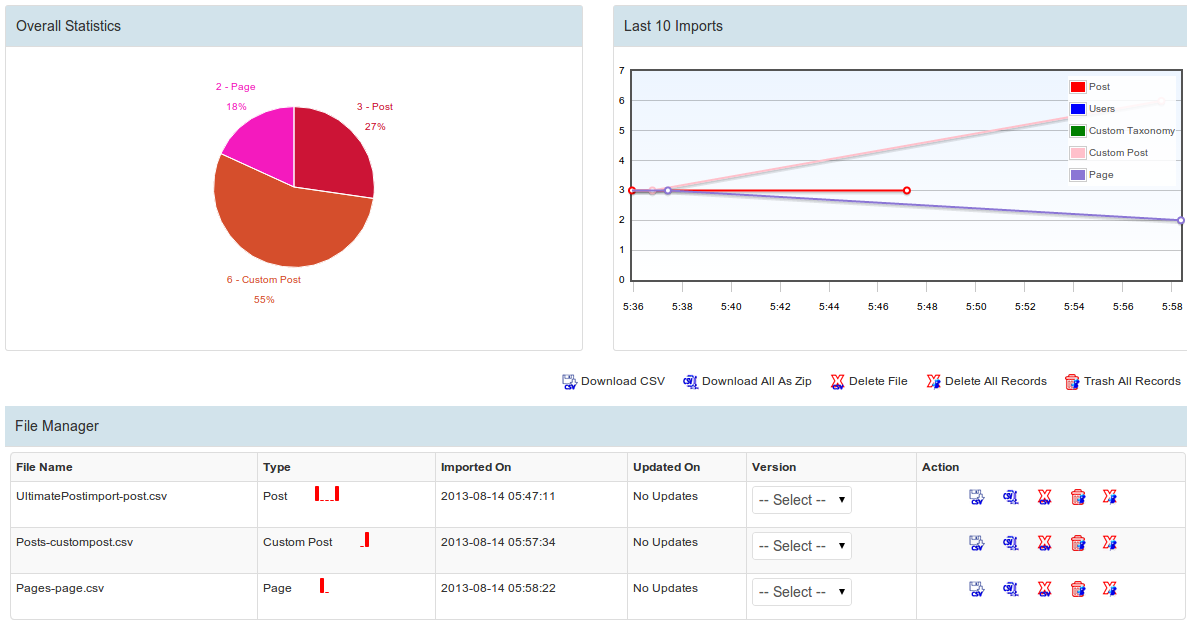 Overall Statistics
2 - Page
18%
3 - Post
27%
6 - Custom Post
55%
Last 10 Imports
7
6
5
4
3
2
1
0
Post
Users
Custom Taxonomy
Custom Post
Page
5:36 5:38 5:40 5:42 5:44 5:46 5:48 5:50 5:52 5:54 5:56 5:58
Download CSV Download All As Zip Delete File Delete All Records Trash All Records
File Manager
File Name Type Imported On Updated On Version Action
UltimatePostimport-post.csv Post 2013-08-14 05:47:11 No Updates -- Select --
Posts-custompost.csv Custom Post 2013-08-14 05:57:34 No Updates -- Select --
Pages-page.csv Page 2013-08-14 05:58:22 No Updates -- Select --